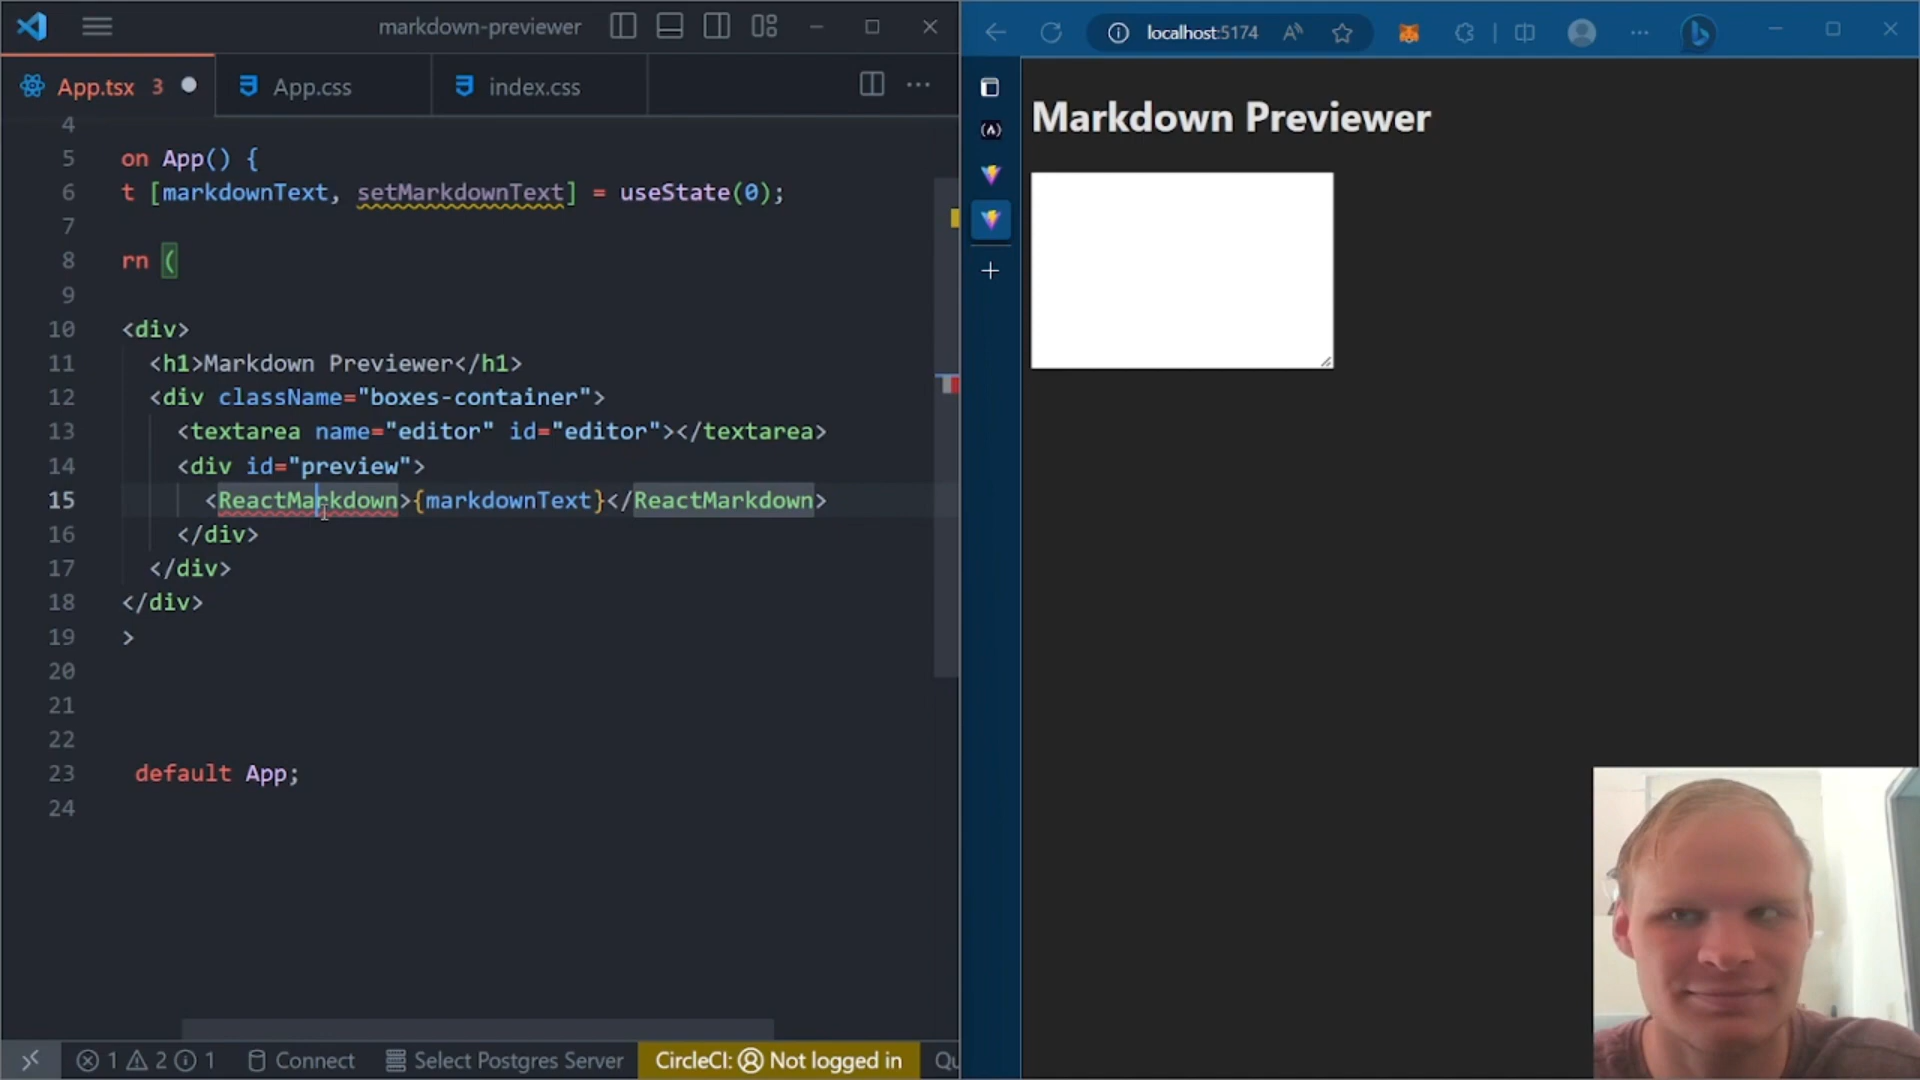 markdown-previewer
localhost:5174
App.tsx 3
App.css
index.css
Markdown Previewer
4
5 on App() {
6 t [markdownText, setMarkdownText] = useState(0);
7
8 rn (
9
10 <div>
11 <h1>Markdown Previewer</h1>
12 <div className="boxes-container">
13 <textarea name="editor" id="editor"></textarea>
14 <div id="preview">
15 <ReactMarkdown>{markdownText}</ReactMarkdown>
16 </div>
17 </div>
18 </div>
19 >
20
21
22
23 default App;
24
1 2 1 Connect Select Postgres Server CircleCI: Not logged in Qu